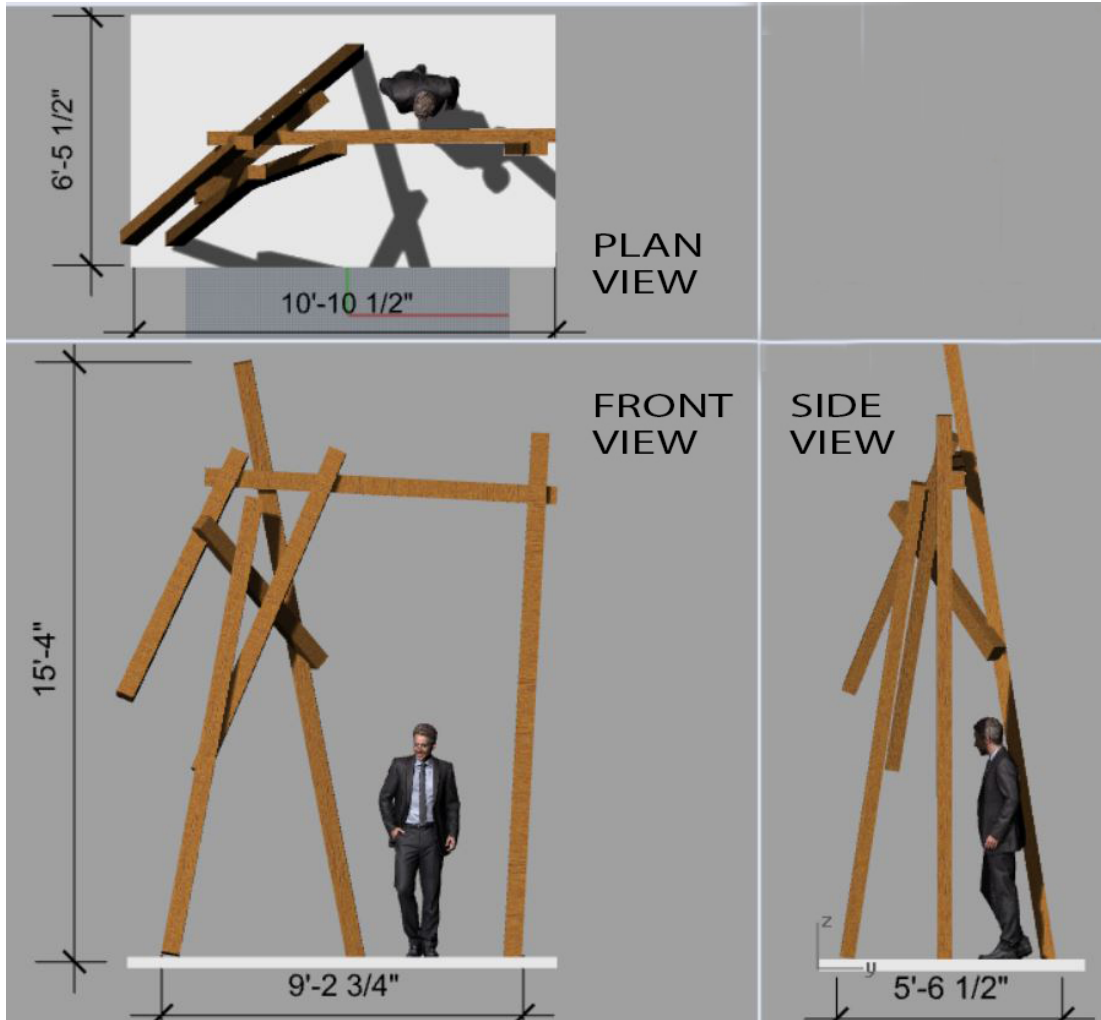 6'-5 1/2"
10'-10 1/2"
PLAN
VIEW
FRONT
VIEW
SIDE
VIEW
15'-4"
9'-2 3/4"
z
y
5'-6 1/2"